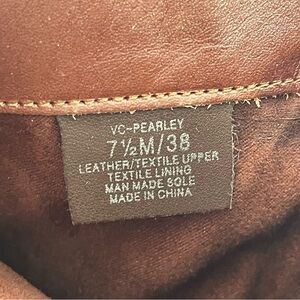 VC-PEARLEY
7½M/38
LEATHER/TEXTILE UPPER
TEXTILE LINING
MAN MADE SOLE
MADE IN CHINA